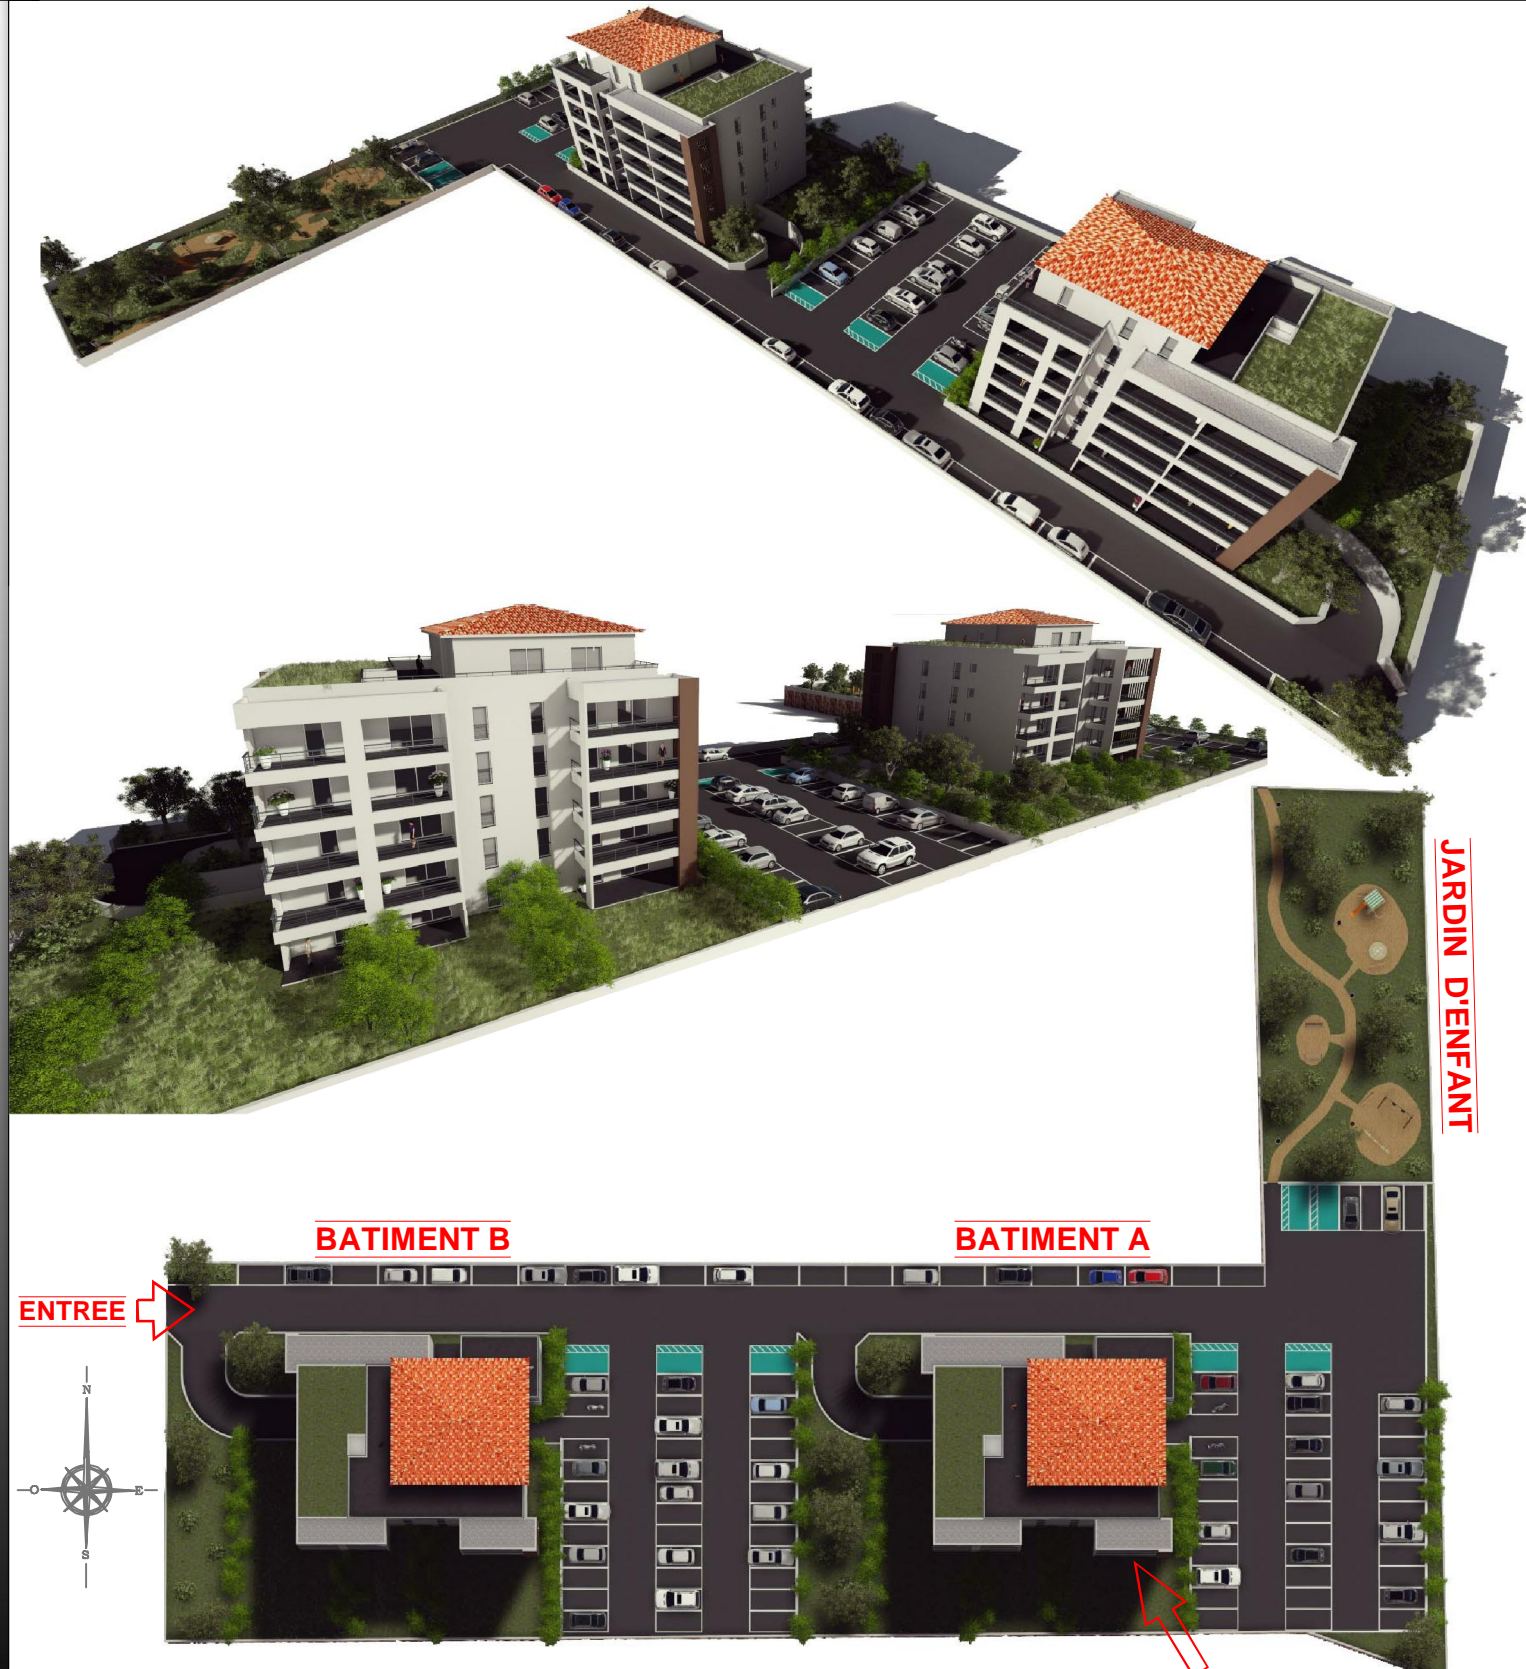 JARDIN D'ENFANT
BATIMENT B
BATIMENT A
ENTREE
N
O
E
S